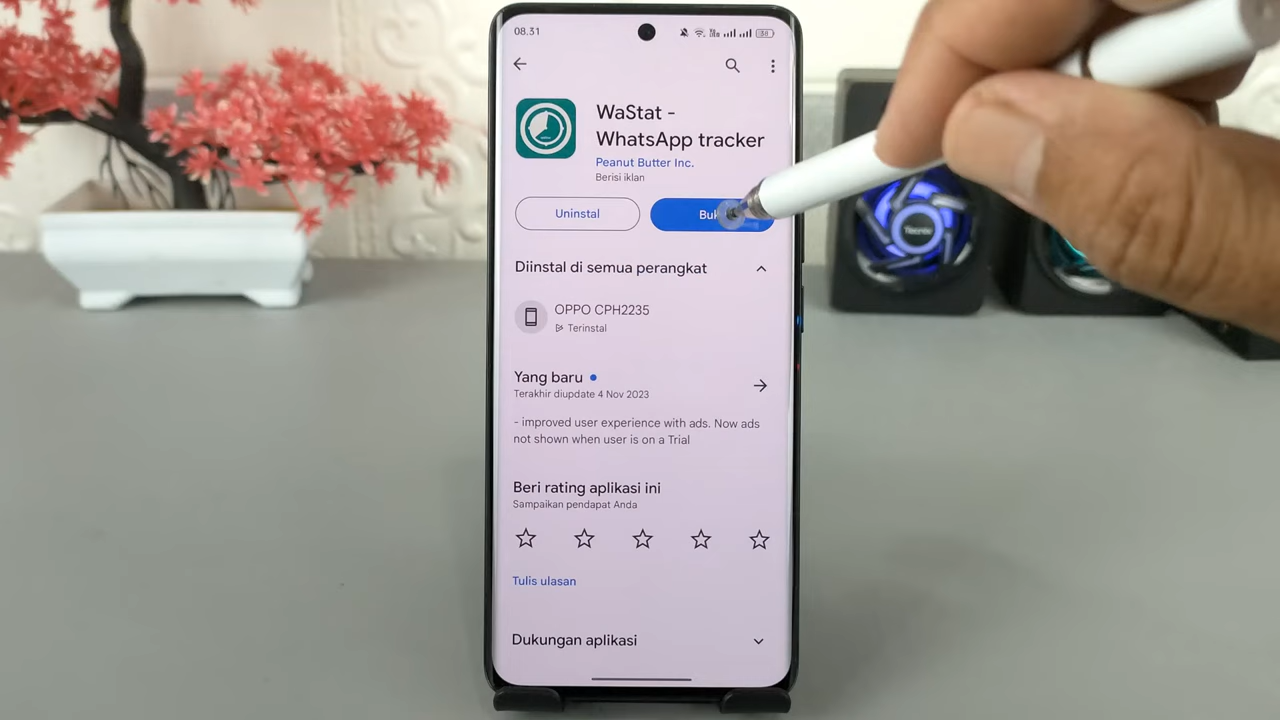 08.31
WaStat -
WhatsApp tracker
Peanut Butter Inc.
Berisi iklan
Uninstal
Diinstal di semua perangkat
OPPO CPH2235
Terinstal
Yang baru
Terakhir diupdate 4 Nov 2023
- improved user experience with ads. Now ads
not shown when user is on a Trial
Beri rating aplikasi ini
Sampaikan pendapat Anda
Tulis ulasan
Dukungan aplikasi